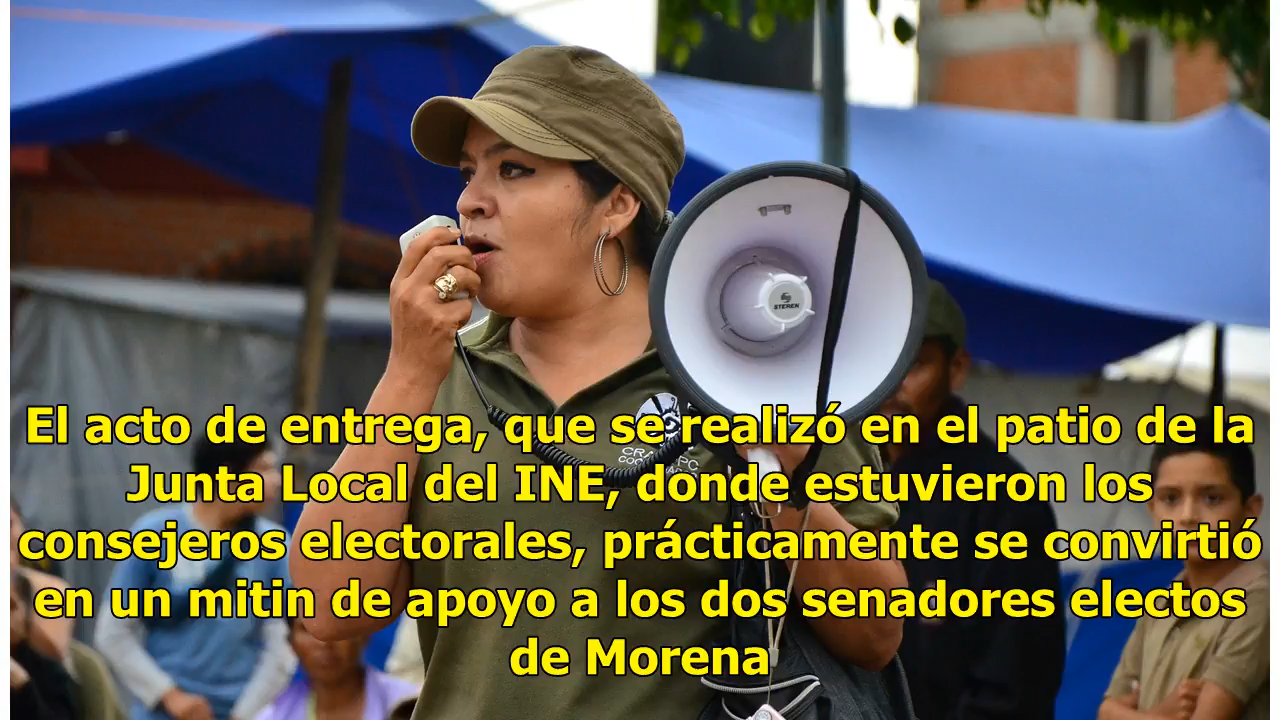 STEREN
El acto de entrega, que se realizó en el patio de la
Junta Local del INE, donde estuvieron los
consejeros electorales, prácticamente se convirtió
en un mitin de apoyo a los dos senadores electos
de Morena